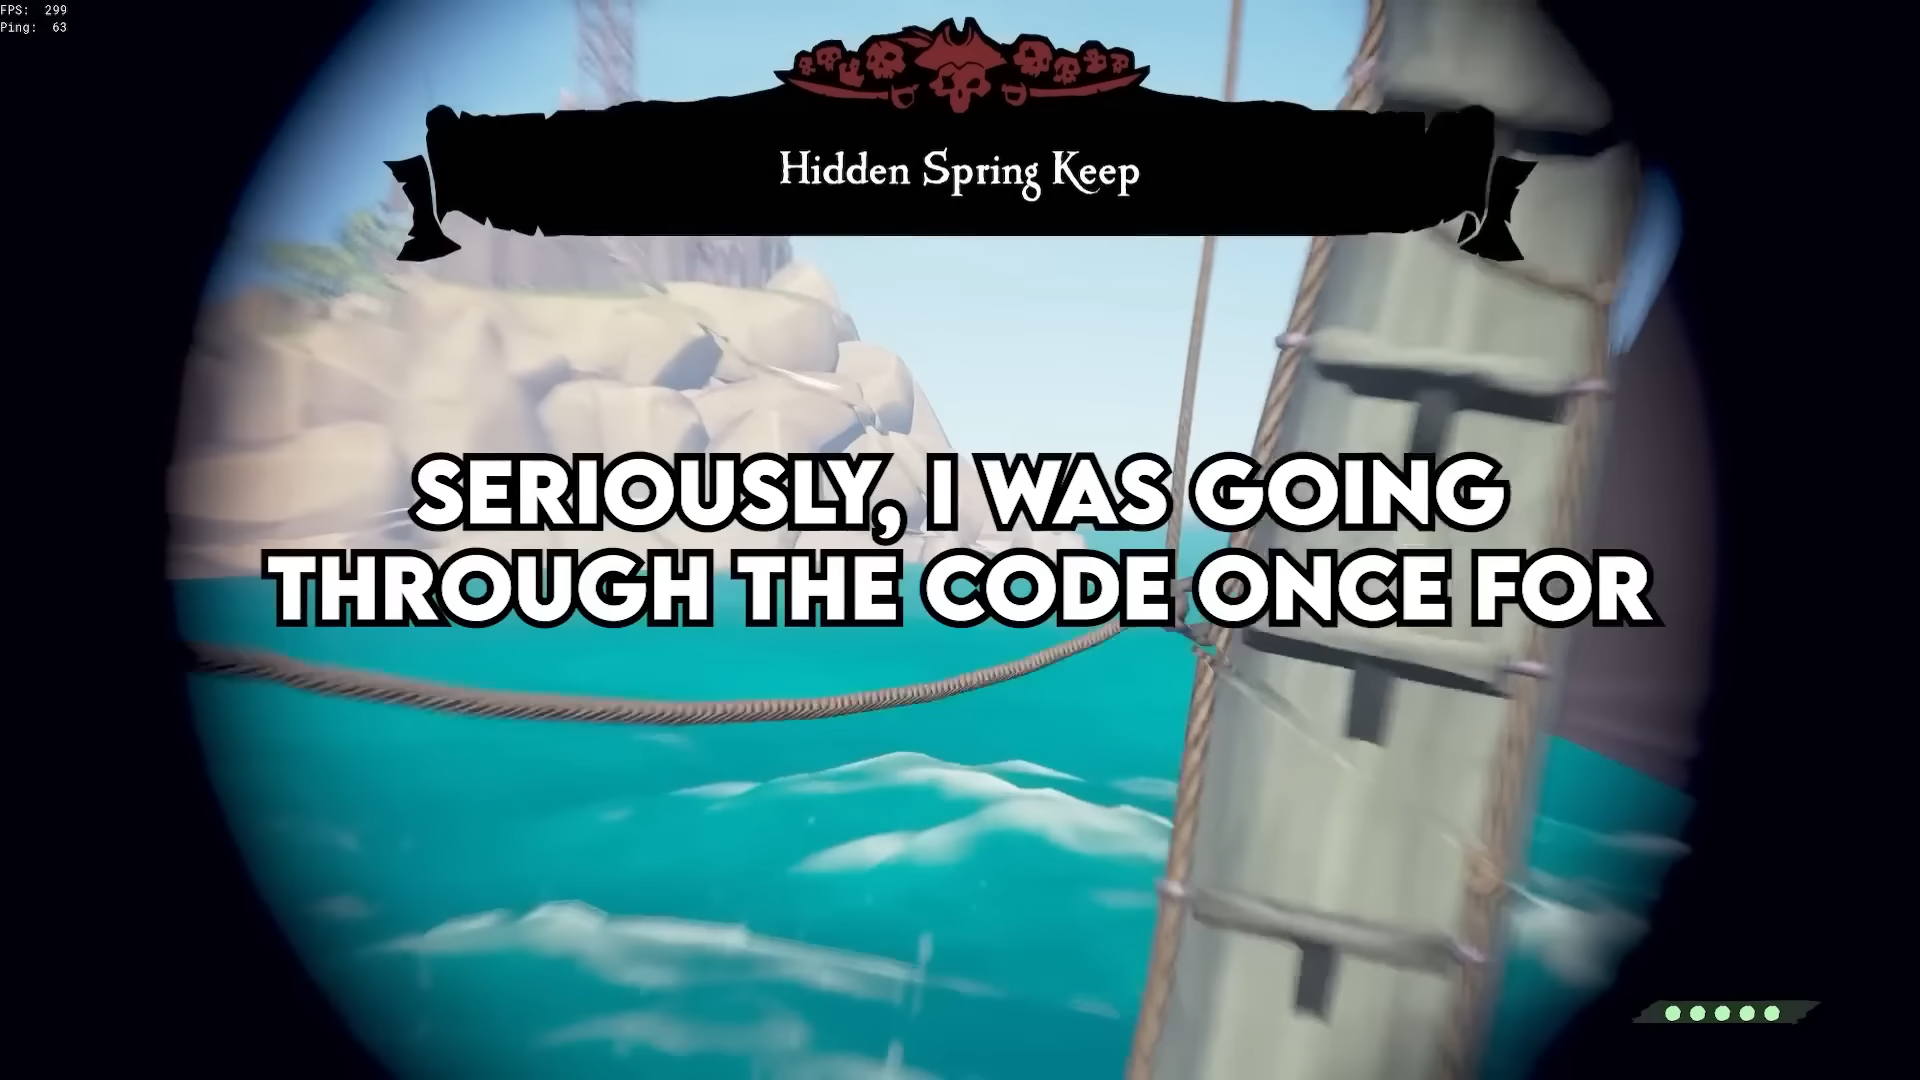 FPS: 299
Ping: 63
Hidden Spring Keep
SERIOUSLY, I WAS GOING
THROUGH THE CODE ONCE FOR